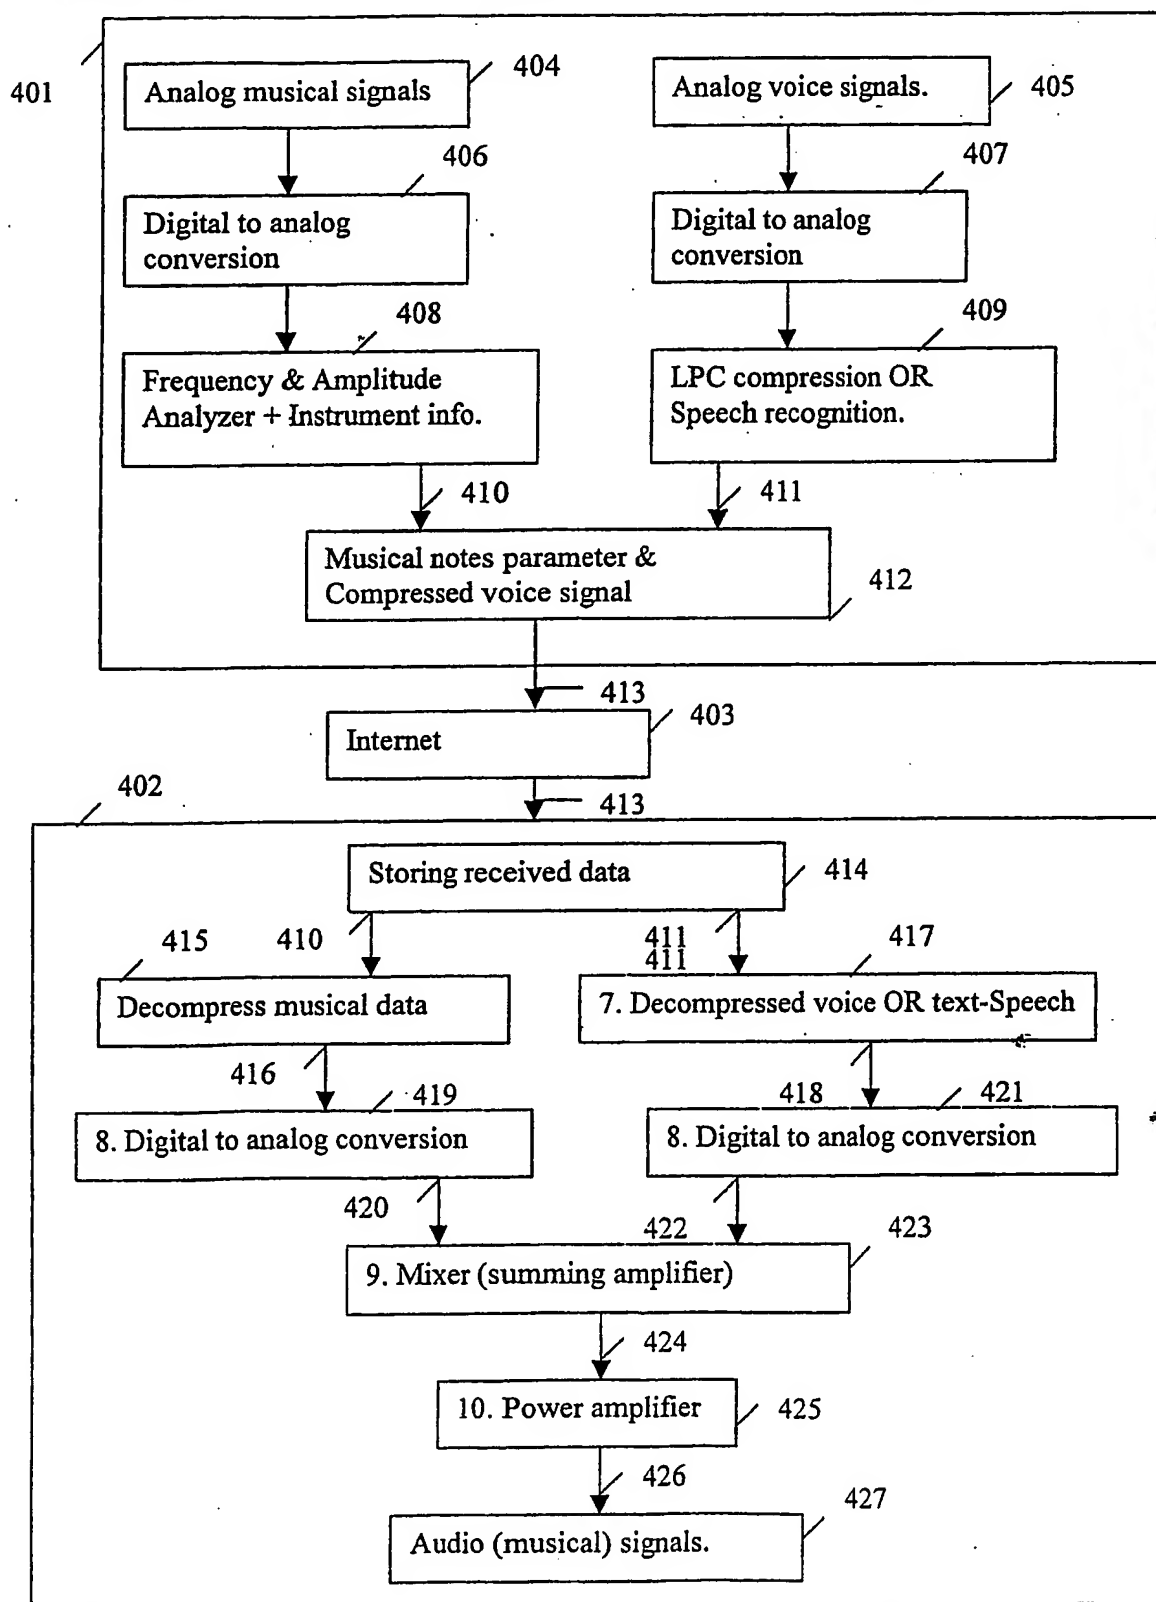 401
Analog musical signals
404
Analog voice signals.
405
406
407
Digital to analog
conversion
Digital to analog
conversion
408
409
Frequency & Amplitude
Analyzer + Instrument info.
LPC compression OR
Speech recognition.
410
411
Musical notes parameter &
Compressed voice signal
412
413
403
Internet
402
413
Storing received data
414
415
410
411
411
417
Decompress musical data
7. Decompressed voice OR text-Speech
416
419
418
421
8. Digital to analog conversion
8. Digital to analog conversion
420
422
423
9. Mixer (summing amplifier)
424
10. Power amplifier
425
426
427
Audio (musical) signals.